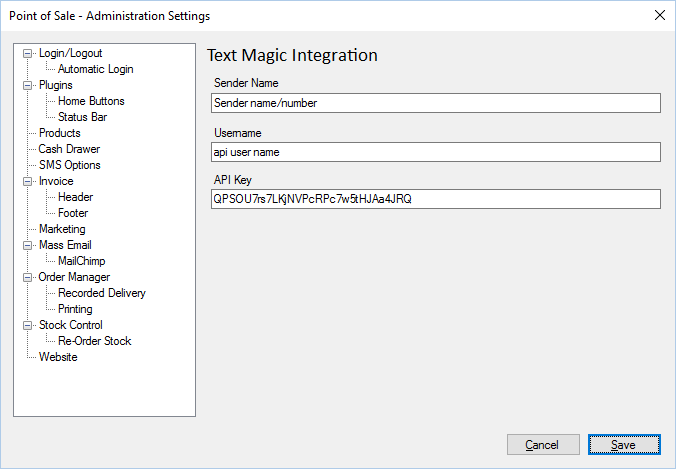 Point of Sale - Administration Settings
Login/Logout
Automatic Login
Plugins
Home Buttons
Status Bar
Products
Cash Drawer
SMS Options
Invoice
Header
Footer
Marketing
Mass Email
MailChimp
Order Manager
Recorded Delivery
Printing
Stock Control
Re-Order Stock
Website
Text Magic Integration
Sender Name
Sender name/number
Username
api user name
API Key
QPSOU7rs7LKjNVPcRPc7w5tHJAa4JRQ
Cancel
Save